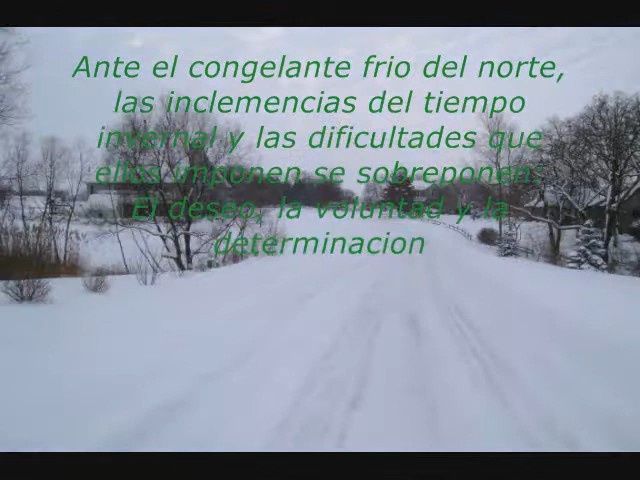 Ante el congelante frio del norte,
las inclemencias del tiempo
invernal y las dificultades que
ellos imponen se sobreponen:
El deseo, la voluntad y la
determinacion